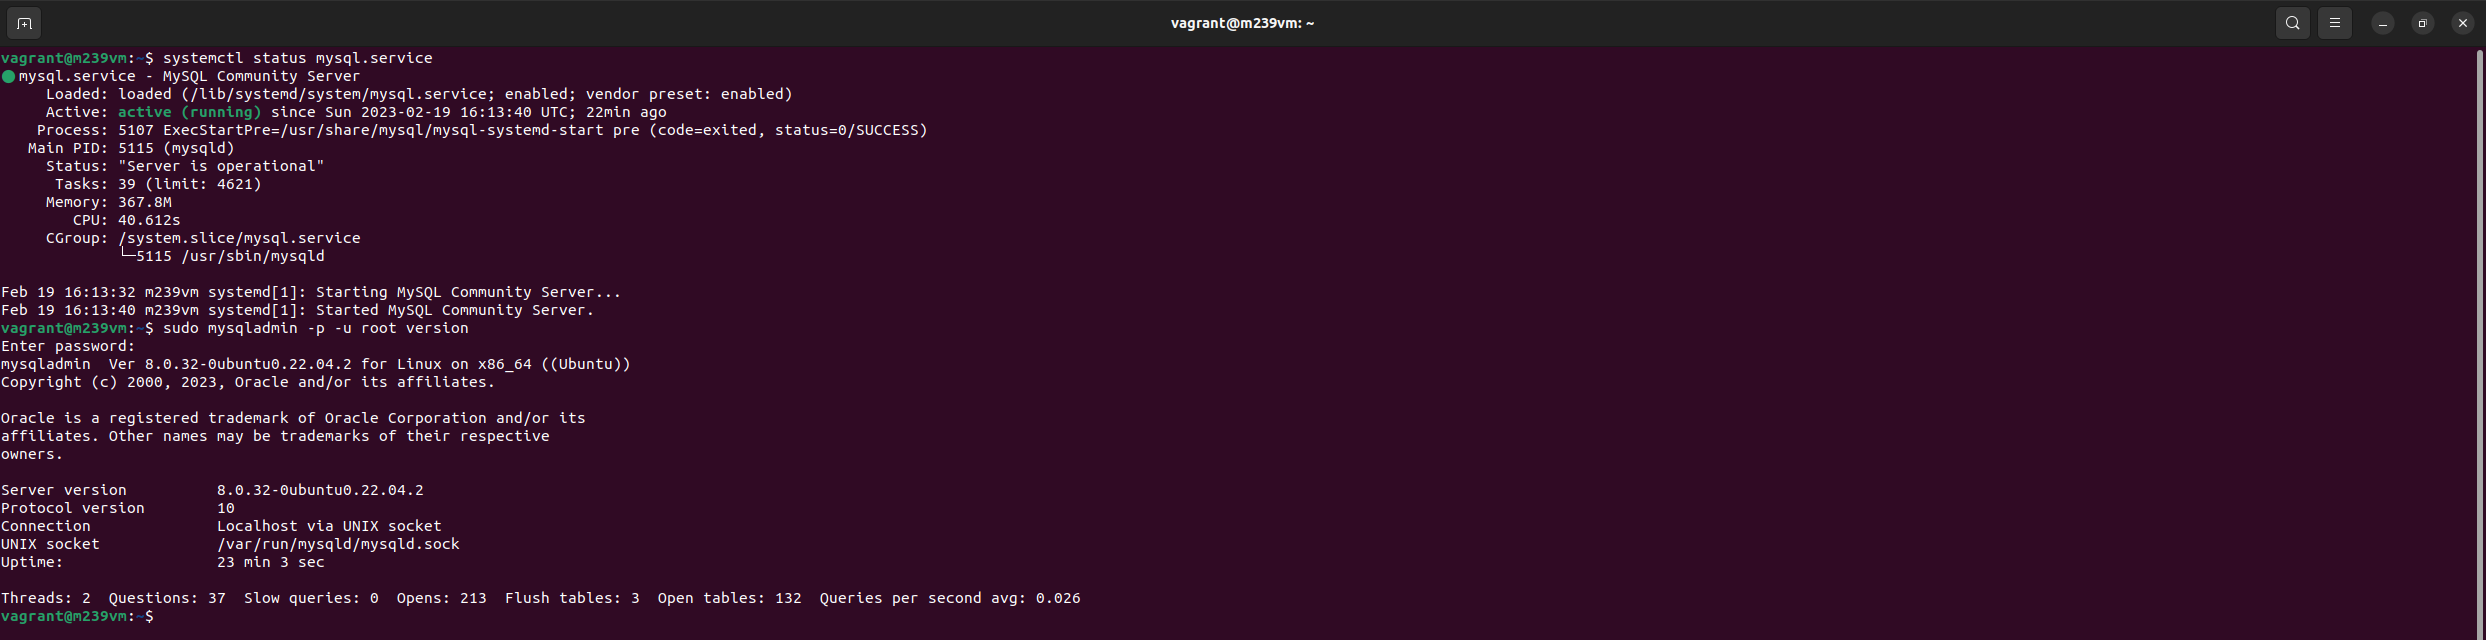 vagrant@m239vm: ~
vagrant@m239vm:~$ systemctl status mysql.service
● mysql.service - MySQL Community Server
     Loaded: loaded (/lib/systemd/system/mysql.service; enabled; vendor preset: enabled)
     Active: active (running) since Sun 2023-02-19 16:13:40 UTC; 22min ago
    Process: 5107 ExecStartPre=/usr/share/mysql/mysql-systemd-start pre (code=exited, status=0/SUCCESS)
   Main PID: 5115 (mysqld)
     Status: "Server is operational"
      Tasks: 39 (limit: 4621)
     Memory: 367.8M
        CPU: 40.612s
     CGroup: /system.slice/mysql.service
             └─5115 /usr/sbin/mysqld
Feb 19 16:13:32 m239vm systemd[1]: Starting MySQL Community Server...
Feb 19 16:13:40 m239vm systemd[1]: Started MySQL Community Server.
vagrant@m239vm:~$ sudo mysqladmin -p -u root version
Enter password:
mysqladmin  Ver 8.0.32-0ubuntu0.22.04.2 for Linux on x86_64 ((Ubuntu))
Copyright (c) 2000, 2023, Oracle and/or its affiliates.
Oracle is a registered trademark of Oracle Corporation and/or its
affiliates. Other names may be trademarks of their respective
owners.
Server version          8.0.32-0ubuntu0.22.04.2
Protocol version        10
Connection              Localhost via UNIX socket
UNIX socket             /var/run/mysqld/mysqld.sock
Uptime:                 23 min 3 sec
Threads: 2  Questions: 37  Slow queries: 0  Opens: 213  Flush tables: 3  Open tables: 132  Queries per second avg: 0.026
vagrant@m239vm:~$